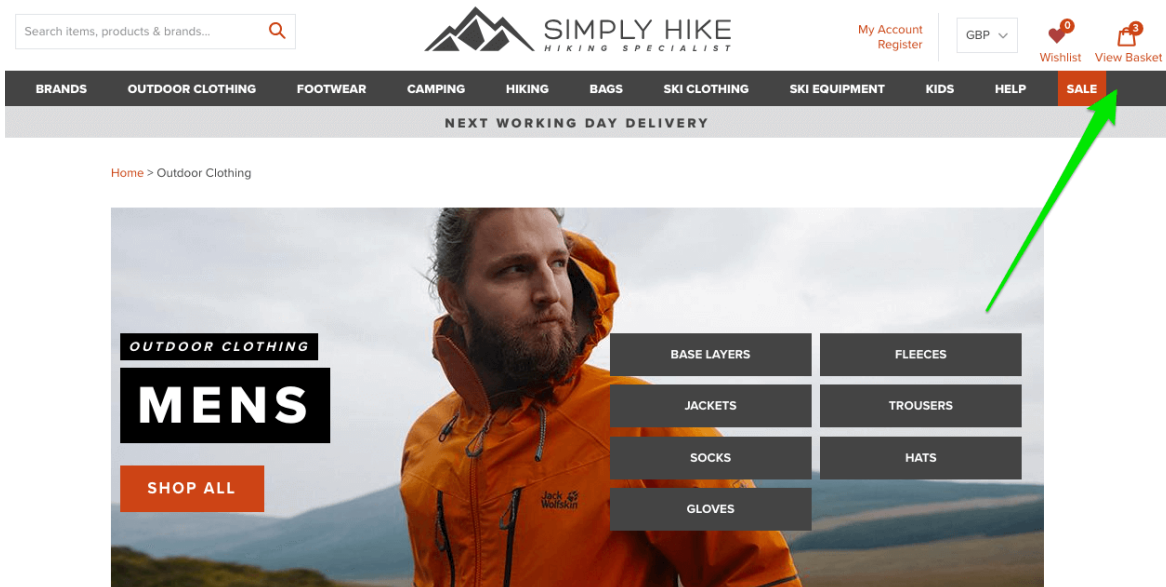 Search items, products & brands...
SIMPLY HIKE
HIKING SPECIALIST
My Account
Register
GBP
0
Wishlist
3
View Basket
BRANDS OUTDOOR CLOTHING FOOTWEAR CAMPING HIKING BAGS SKI CLOTHING SKI EQUIPMENT KIDS HELP SALE
NEXT WORKING DAY DELIVERY
Home > Outdoor Clothing
OUTDOOR CLOTHING
MENS
SHOP ALL
BASE LAYERS FLEECES
JACKETS TROUSERS
SOCKS HATS
GLOVES
Jack
Wolfskin